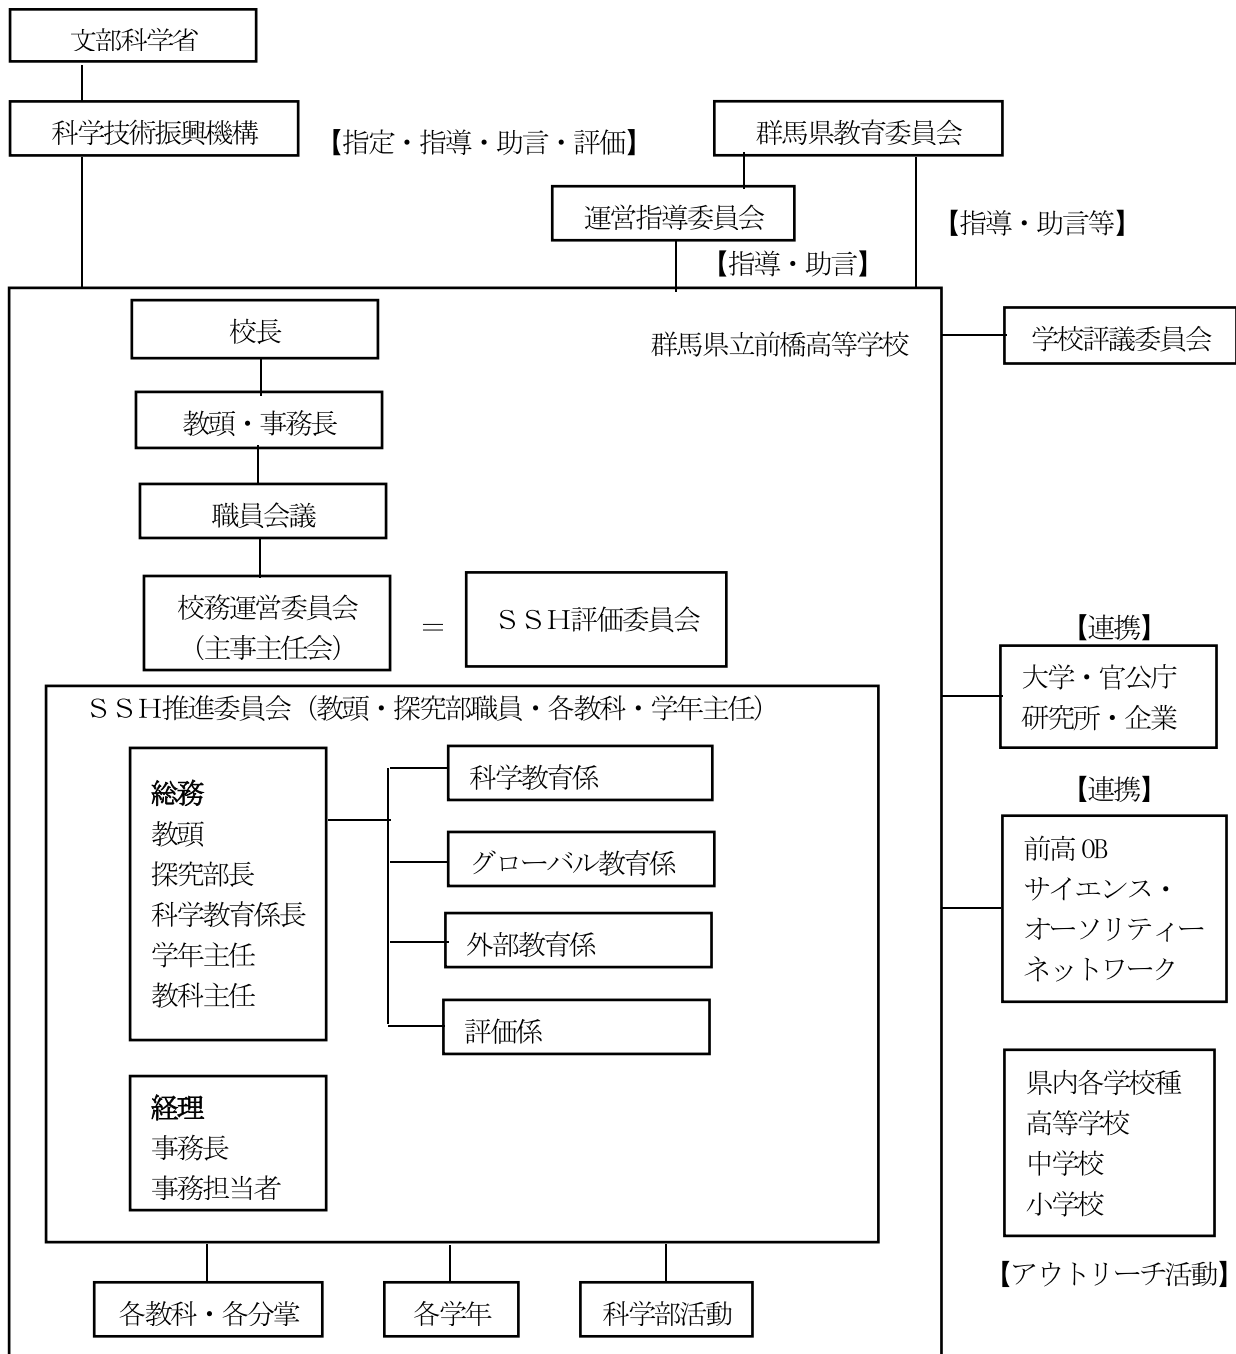 文部科学省
科学技術振興機構
【指定・指導・助言・評価】
群馬県教育委員会
運営指導委員会
【指導・助言等】
【指導・助言】
校長
群馬県立前橋高等学校
学校評議委員会
教頭・事務長
職員会議
校務運営委員会
（主事主任会）
＝
ＳＳＨ評価委員会
ＳＳＨ推進委員会（教頭・探究部職員・各教科・学年主任）
総務
教頭
探究部長
科学教育係長
学年主任
教科主任
科学教育係
グローバル教育係
外部教育係
評価係
経理
事務長
事務担当者
各教科・各分掌
各学年
科学部活動
【連携】
大学・官公庁
研究所・企業
【連携】
前高 OB
サイエンス・
オーソリティー
ネットワーク
県内各学校種
高等学校
中学校
小学校
【アウトリーチ活動】